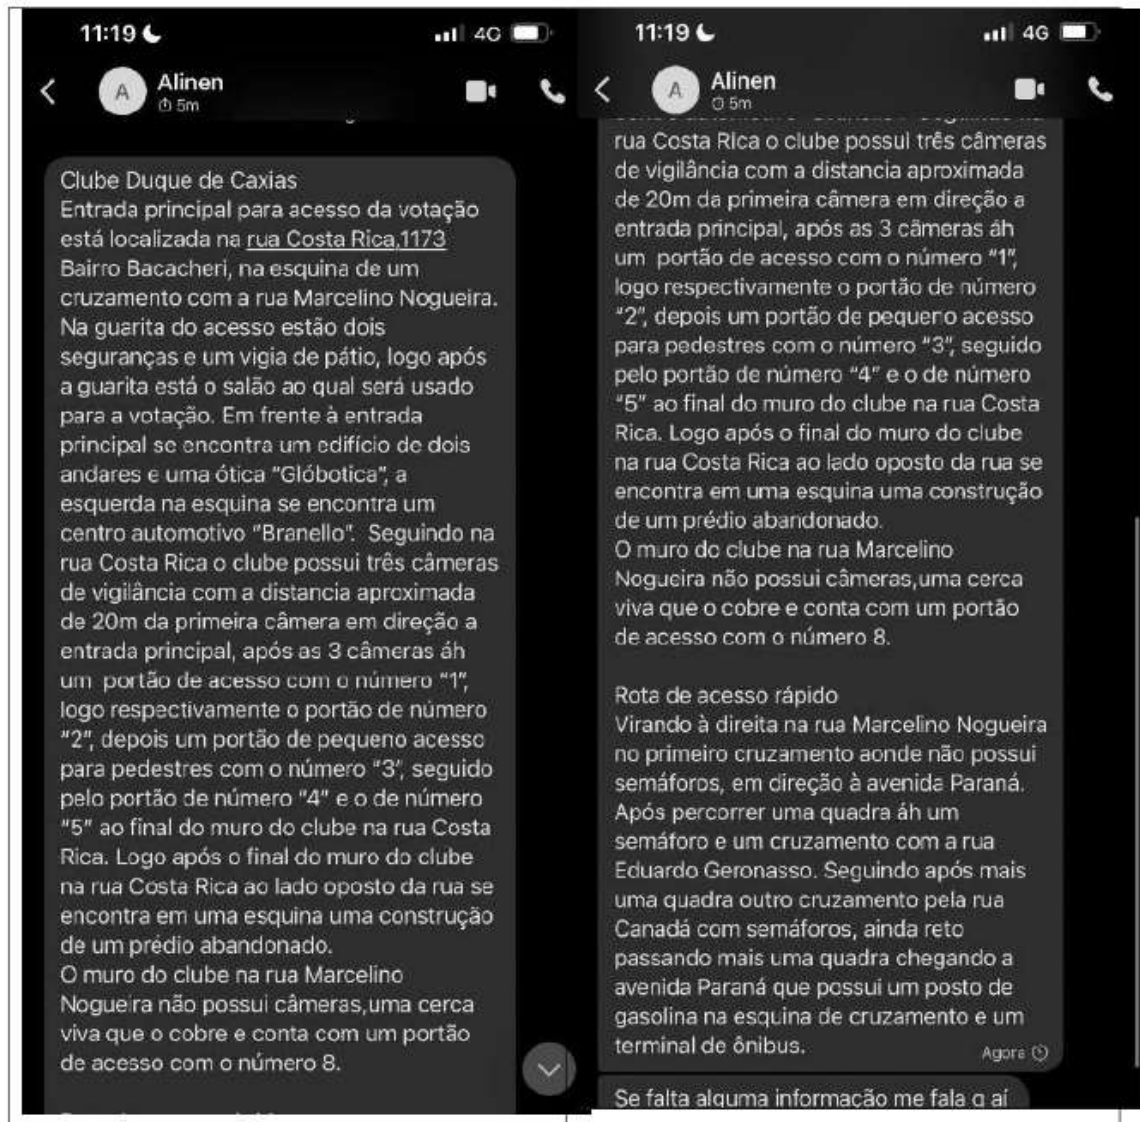 11:19
4G
A
Alinen
5m
Clube Duque de Caxias
Entrada principal para acesso da votação
está localizada na rua Costa Rica,1173
Bairro Bacacheri, na esquina de um
cruzamento com a rua Marcelino Nogueira.
Na guarita do acesso estão dois
seguranças e um vigia de pátio, logo após
a guarita está o salão ao qual será usado
para a votação. Em frente à entrada
principal se encontra um edifício de dois
andares e uma ótica "Glóbotica", a
esquerda na esquina se encontra um
centro automotivo "Branello". Seguindo na
rua Costa Rica o clube possui três câmeras
de vigilância com a distancia aproximada
de 20m da primeira câmera em direção a
entrada principal, após as 3 câmeras áh
um portão de acesso com o número "1",
logo respectivamente o portão de número
"2", depois um portão de pequeno acesso
para pedestres com o número "3", seguido
pelo portão de número "4" e o de número
"5" ao final do muro do clube na rua Costa
Rica. Logo após o final do muro do clube
na rua Costa Rica ao lado oposto da rua se
encontra em uma esquina uma construção
de um prédio abandonado.
O muro do clube na rua Marcelino
Nogueira não possui câmeras,uma cerca
viva que o cobre e conta com um portão
de acesso com o número 8.
11:19
4G
A
Alinen
5m
rua Costa Rica o clube possui três câmeras
de vigilância com a distancia aproximada
de 20m da primeira câmera em direção a
entrada principal, após as 3 câmeras áh
um portão de acesso com o número "1",
logo respectivamente o portão de número
"2", depois um portão de pequeno acesso
para pedestres com o número "3", seguido
pelo portão de número "4" e o de número
"5" ao final do muro do clube na rua Costa
Rica. Logo após o final do muro do clube
na rua Costa Rica ao lado oposto da rua se
encontra em uma esquina uma construção
de um prédio abandonado.
O muro do clube na rua Marcelino
Nogueira não possui câmeras,uma cerca
viva que o cobre e conta com um portão
de acesso com o número 8.
Rota de acesso rápido
Virando à direita na rua Marcelino Nogueira
no primeiro cruzamento aonde não possui
semáforos, em direção à avenida Paraná.
Após percorrer uma quadra áh um
semáforo e um cruzamento com a rua
Eduardo Geronasso. Seguindo após mais
uma quadra outro cruzamento pela rua
Canadá com semáforos, ainda reto
passando mais uma quadra chegando a
avenida Paraná que possui um posto de
gasolina na esquina de cruzamento e um
terminal de ônibus.
Agora
Se falta alguma informação me fala q aí